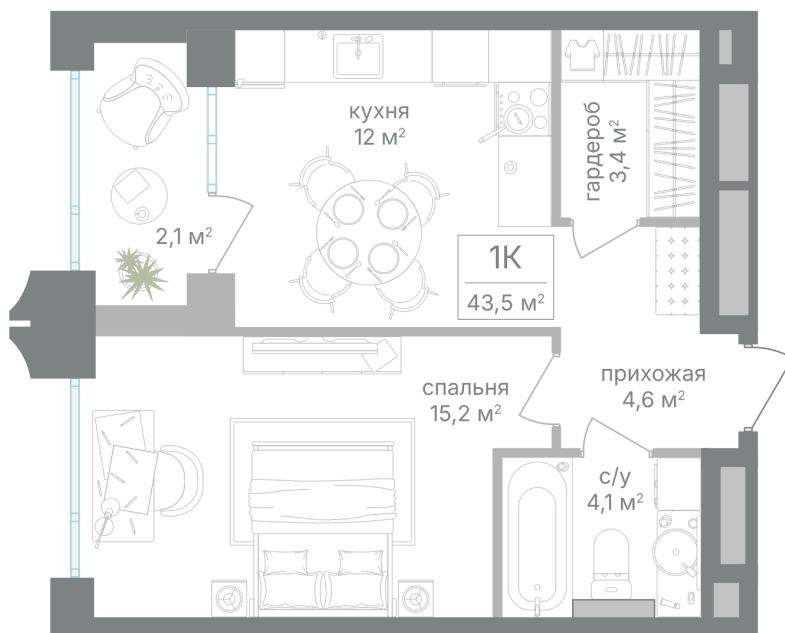 кухня
12 м²
гардероб
3,4 м²
2,1 м²
1К
43,5 м²
спальня
15,2 м²
прихожая
4,6 м²
с/у
4,1 м²